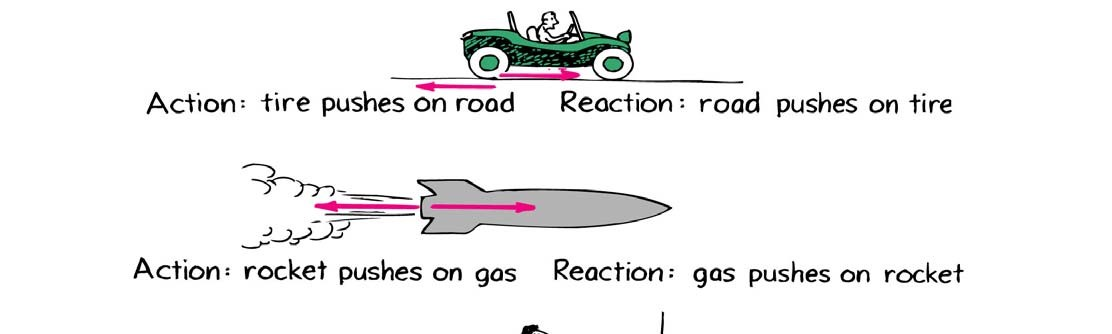 Action: tire pushes on road Reaction: road pushes on tire
Action: rocket pushes on gas Reaction: gas pushes on rocket